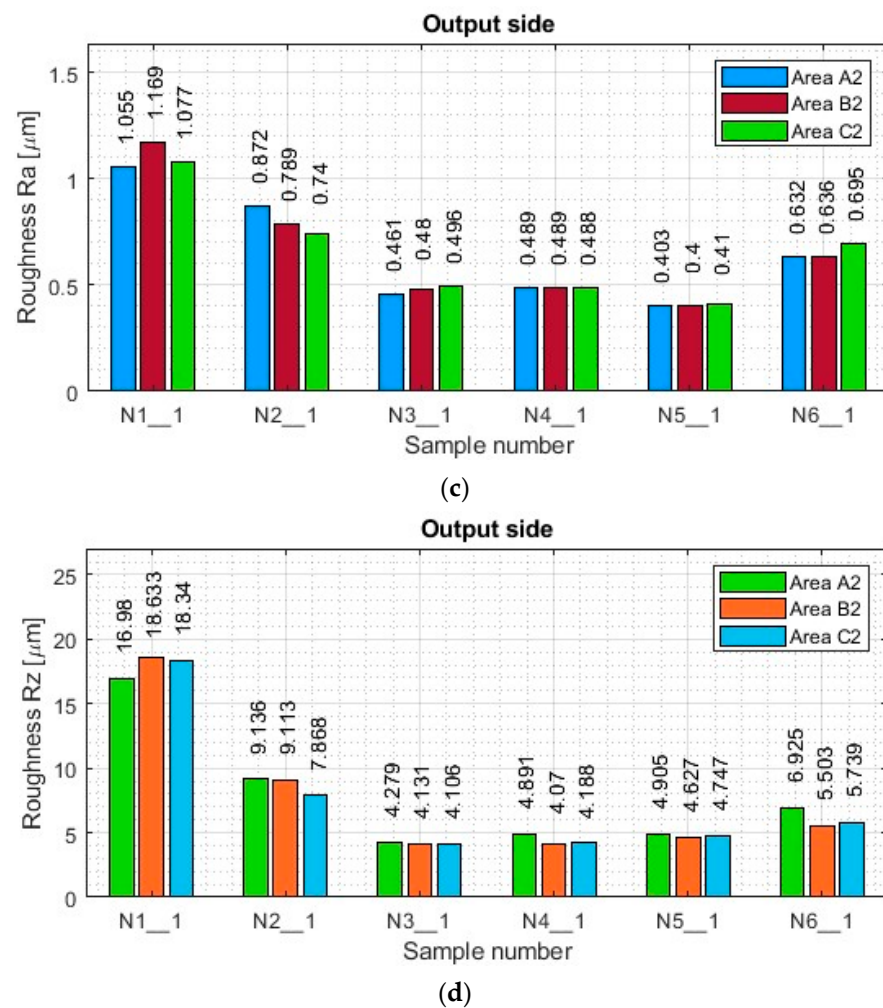 Output side
Roughness Ra [μm]
1.5
1
0.5
0
1.055
1.169
1.077
0.872
0.789
0.74
0.461
0.48
0.496
0.489
0.489
0.488
0.403
0.4
0.41
0.632
0.636
0.695
Area A2
Area B2
Area C2
N1__1
N2__1
N3__1
N4__1
N5__1
N6__1
Sample number
(c)
Output side
Roughness Rz [μm]
25
20
15
10
5
0
16.98
18.633
18.34
9.136
9.113
7.868
4.279
4.131
4.106
4.891
4.07
4.188
4.905
4.627
4.747
6.925
5.503
5.739
Area A2
Area B2
Area C2
N1__1
N2__1
N3__1
N4__1
N5__1
N6__1
Sample number
(d)